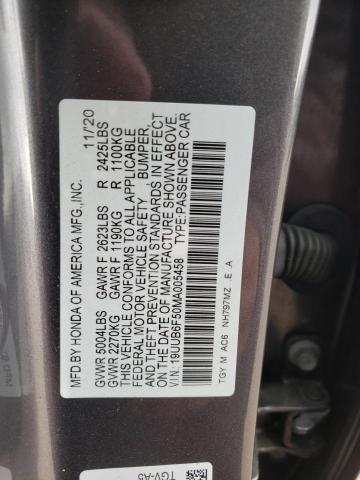 MFD.BY HONDA OF AMERICA MFG.,INC. 11/20
GVWR 5004LBS GAWR F 2623LBS R 2425LBS
GVWR 2270KG GAWR F 1190KG R 1100KG
THIS VEHICLE CONFORMS TO ALL APPLICABLE
FEDERAL MOTOR VEHICLE SAFETY BUMPER,
AND THEFT PREVENTION STANDARDS IN EFFECT
ON THE DATE OF MANUFACTURE SHOWN ABOVE.
V.I.N.: 19UUB6F50MA005458 TYPE:PASSENGER CAR
TGY M AC6 NH797MZ E A
TGV-A5